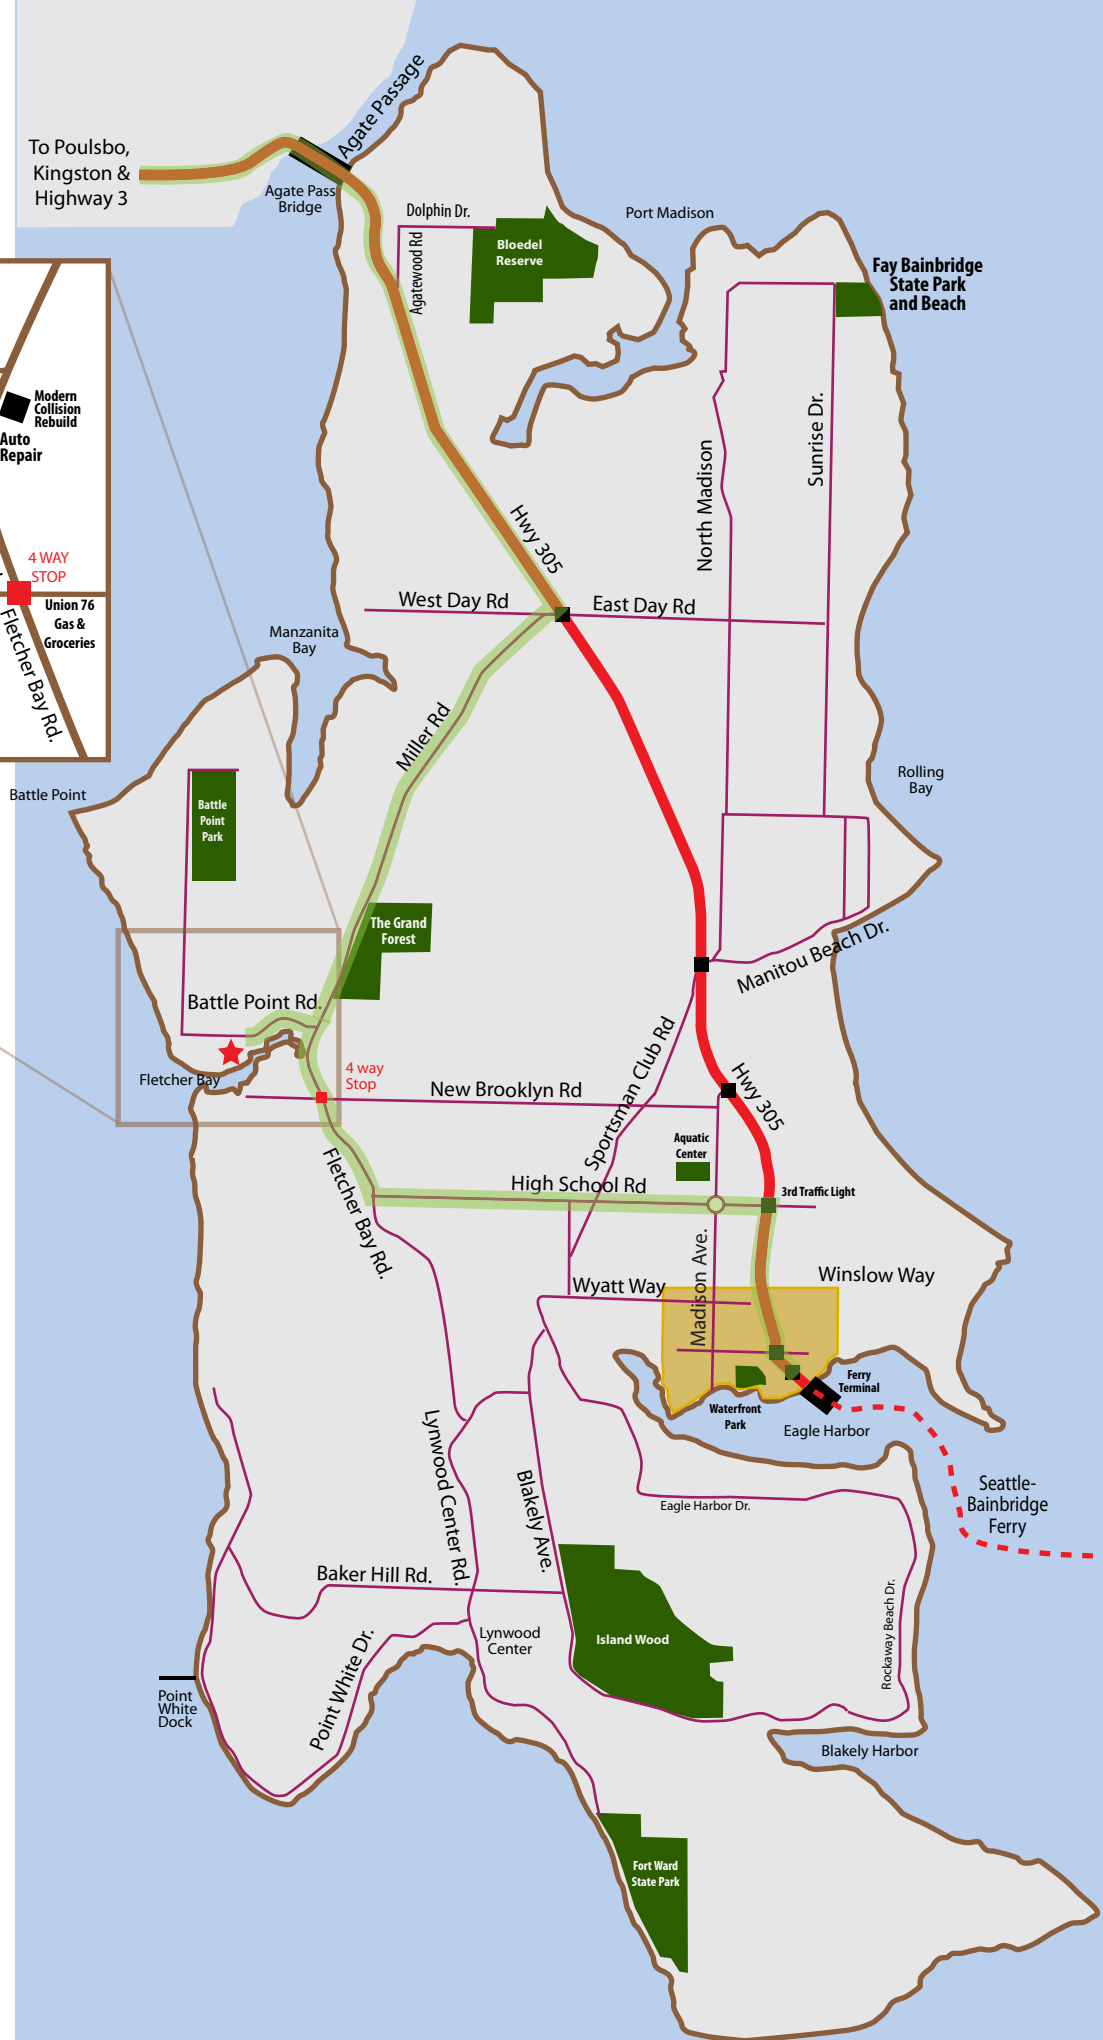 Agate Passage
To Poulsbo,
Kingston &
Highway 3
Agate Pass
Bridge
Dolphin Dr.
Agatewood Rd
Bloedel
Reserve
Port Madison
Fay Bainbridge
State Park
and Beach
Modern
Collision
Rebuild
Auto
Repair
4 WAY
STOP
Union 76
Gas &
Groceries
Fletcher Bay Rd.
Sunrise Dr.
North Madison
Hwy 305
West Day Rd
East Day Rd
Manzanita
Bay
Miller Rd
Battle Point
Battle
Point
Park
Rolling
Bay
The Grand
Forest
Manitou Beach Dr.
Battle Point Rd.
Fletcher Bay
4 way
Stop
New Brooklyn Rd
Sportsman Club Rd
Hwy 305
Aquatic
Center
High School Rd
3rd Traffic Light
Fletcher Bay Rd.
Madison Ave.
Wyatt Way
Winslow Way
Ferry
Terminal
Waterfront
Park
Eagle Harbor
Lynwood Center Rd.
Blakely Ave.
Eagle Harbor Dr.
Seattle-
Bainbridge
Ferry
Baker Hill Rd.
Rockaway Beach Dr.
Lynwood
Center
Island Wood
Point White Dr.
Point
White
Dock
Blakely Harbor
Fort Ward
State Park